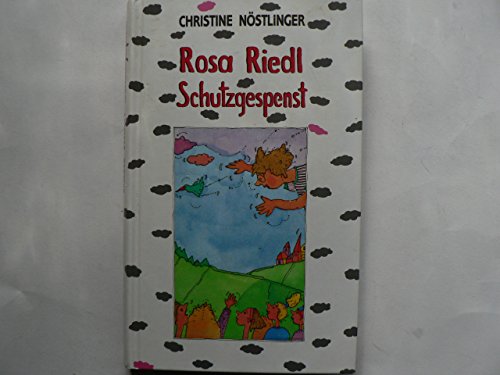 CHRISTINE NÖSTLINGER
Rosa Riedl
Schutzgespenst